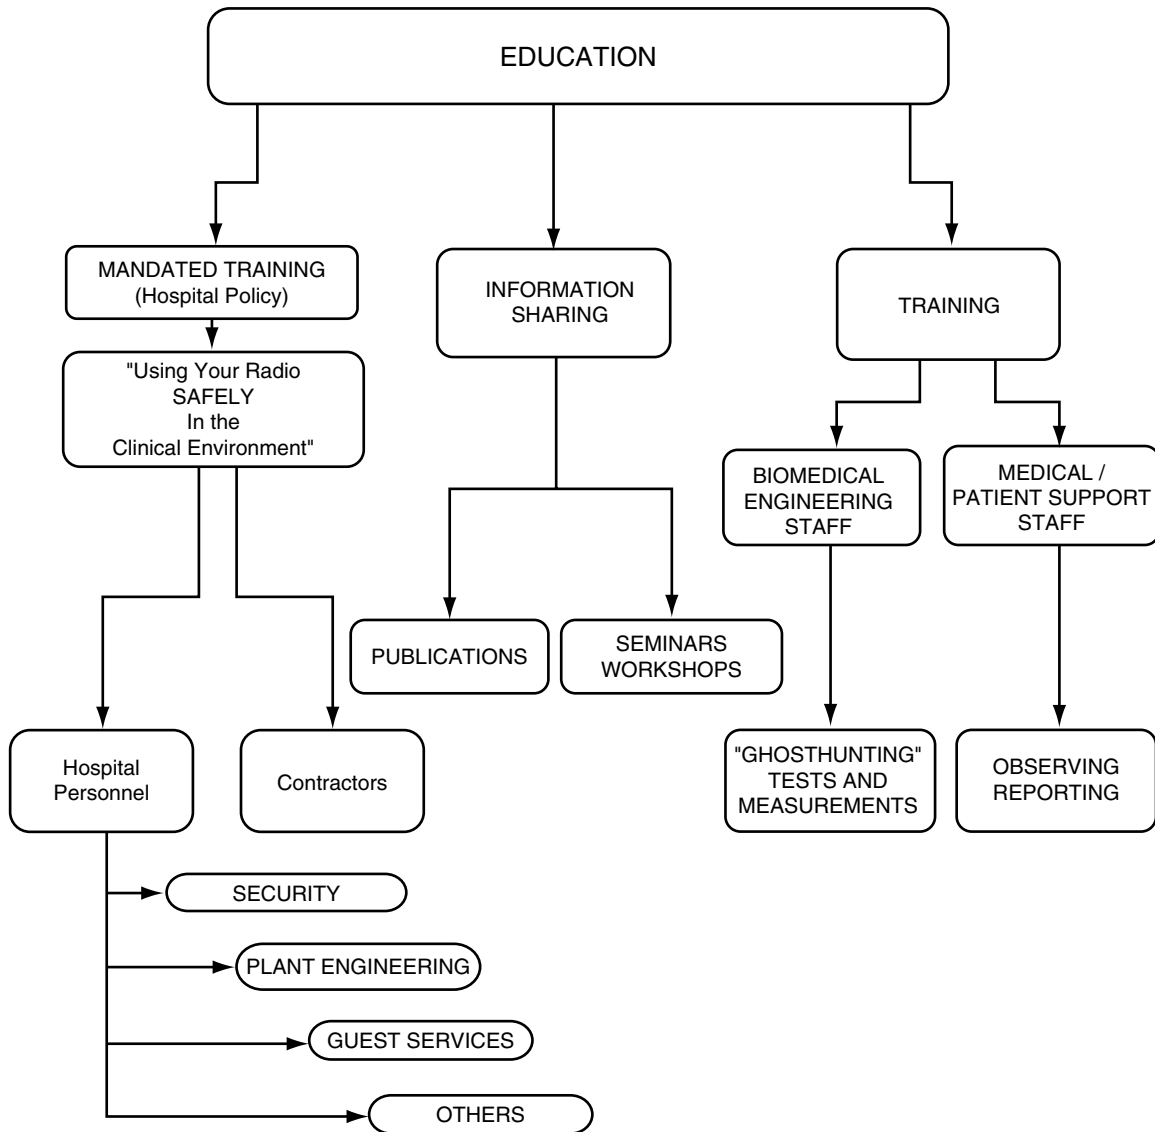 EDUCATION
MANDATED TRAINING
(Hospital Policy)
INFORMATION
SHARING
TRAINING
"Using Your Radio
SAFELY
In the
Clinical Environment"
BIOMEDICAL
ENGINEERING
STAFF
MEDICAL /
PATIENT SUPPORT
STAFF
PUBLICATIONS
SEMINARS
WORKSHOPS
Hospital
Personnel
Contractors
"GHOSTHUNTING"
TESTS AND
MEASUREMENTS
OBSERVING
REPORTING
SECURITY
PLANT ENGINEERING
GUEST SERVICES
OTHERS